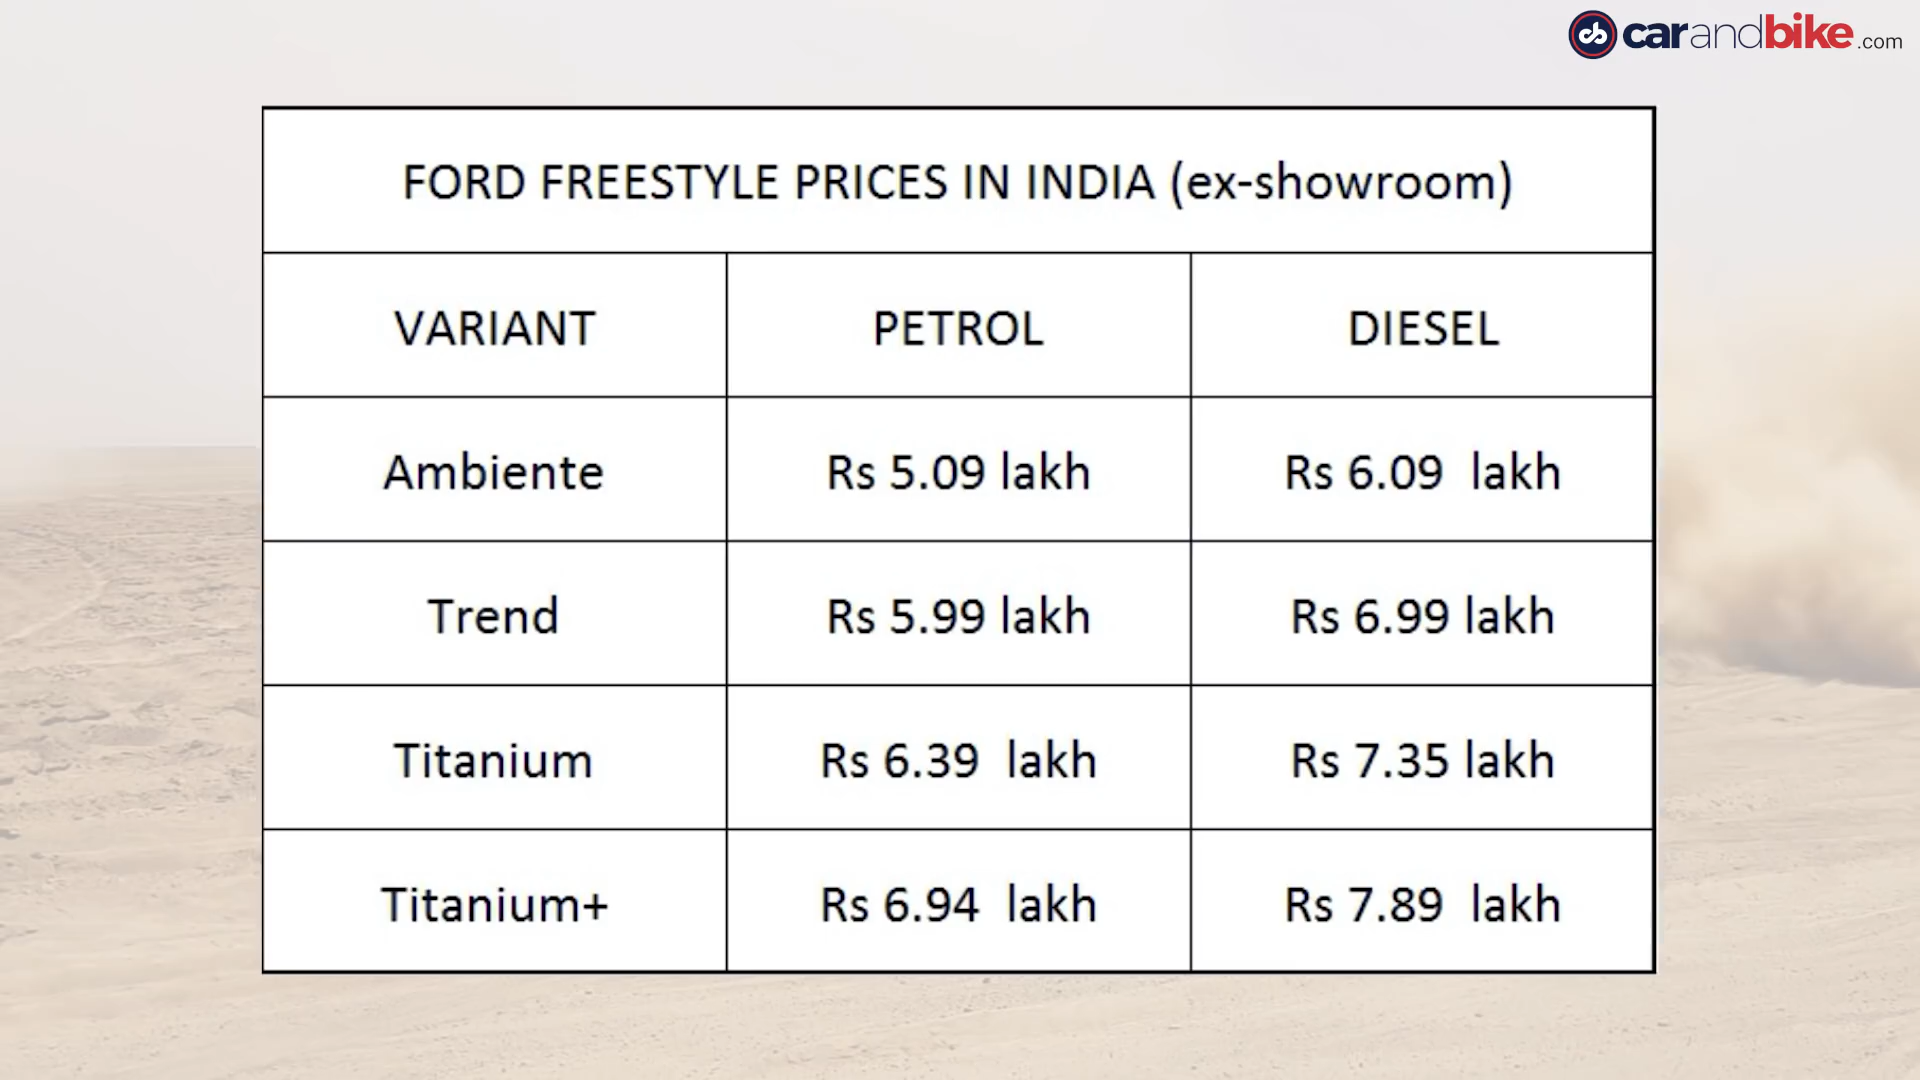 carandbike.com
FORD FREESTYLE PRICES IN INDIA (ex-showroom)
VARIANT PETROL DIESEL
Ambiente Rs 5.09 lakh Rs 6.09 lakh
Trend Rs 5.99 lakh Rs 6.99 lakh
Titanium Rs 6.39 lakh Rs 7.35 lakh
Titanium+ Rs 6.94 lakh Rs 7.89 lakh